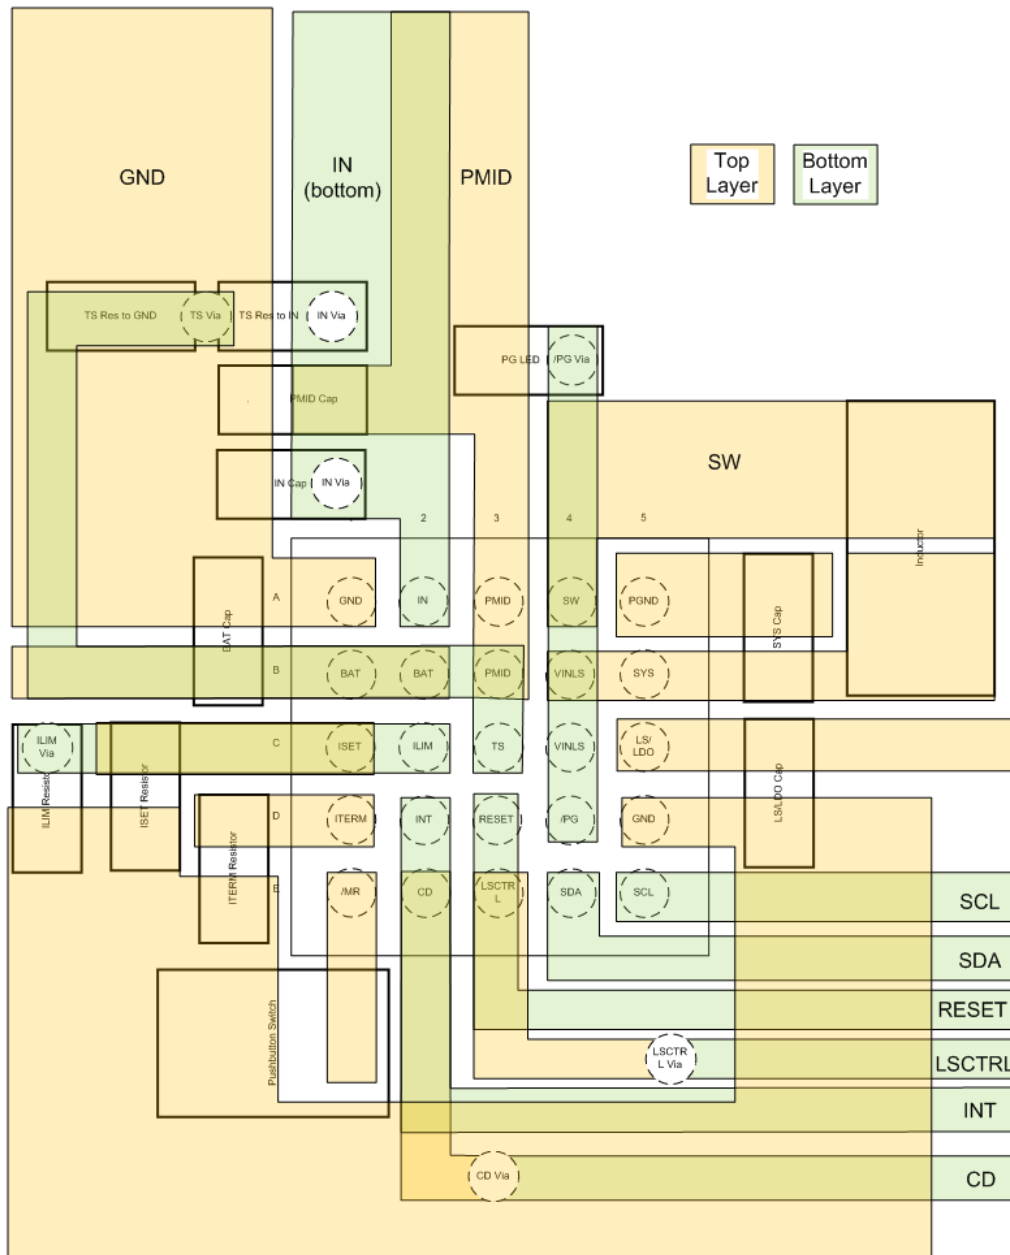 Top
Layer
Bottom
Layer
GND
IN
(bottom)
PMID
TS Res to GND
TS Via
TS Res to IN
IN Via
PG LED
/PG Via
PMID Cap
SW
IN Cap
IN Via
2
3
4
5
Inductor
A
GND
IN
PMID
SW
PGND
BAT Cap
SYS Cap
B
BAT
BAT
PMID
VINLS
SYS
ILIM
Via
C
ISET
ILIM
TS
VINLS
LS/
LDO
ILIM Resistor
ISET Resistor
LS/LDO Cap
D
ITERM
INT
RESET
/PG
GND
ITERM Resistor
E
/MR
CD
LSCTR
L
SDA
SCL
SCL
SDA
RESET
Pushbutton Switch
LSCTR
L Via
LSCTRL
INT
CD Via
CD